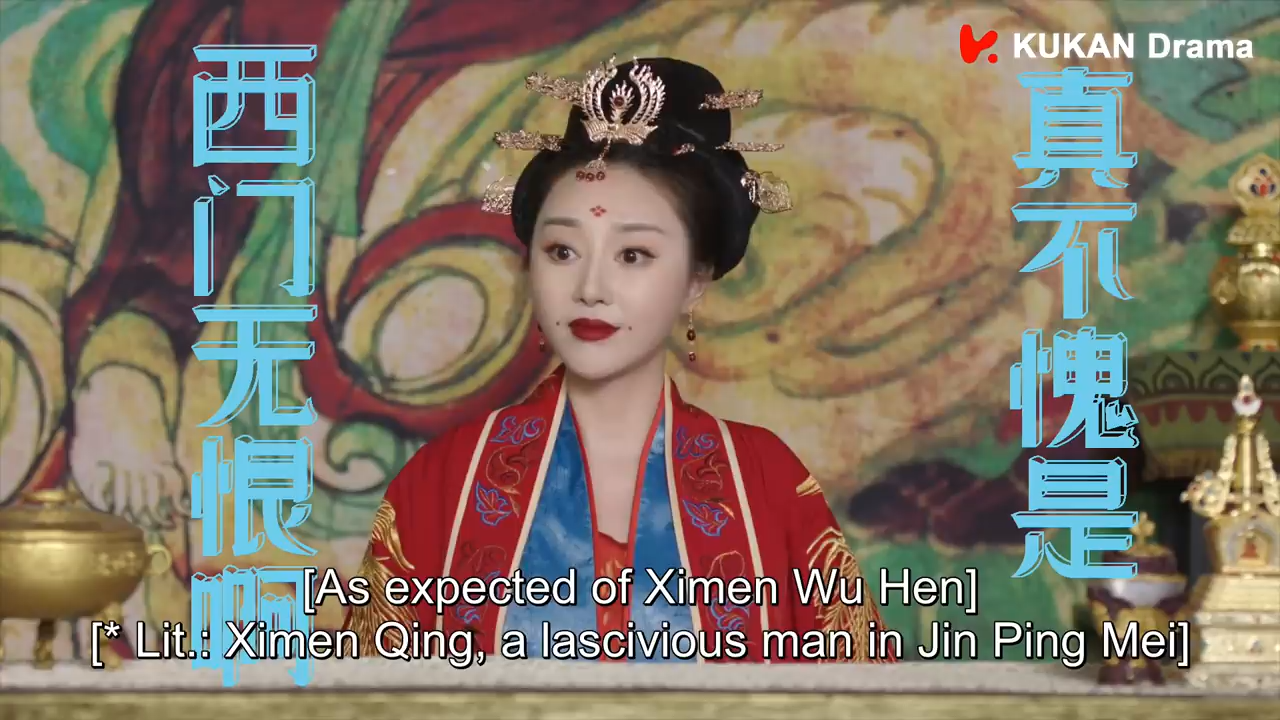 KUKAN Drama
真不愧是
西门无恨啊
[As expected of Ximen Wu Hen]
[* Lit.: Ximen Qing, a lascivious man in Jin Ping Mei]